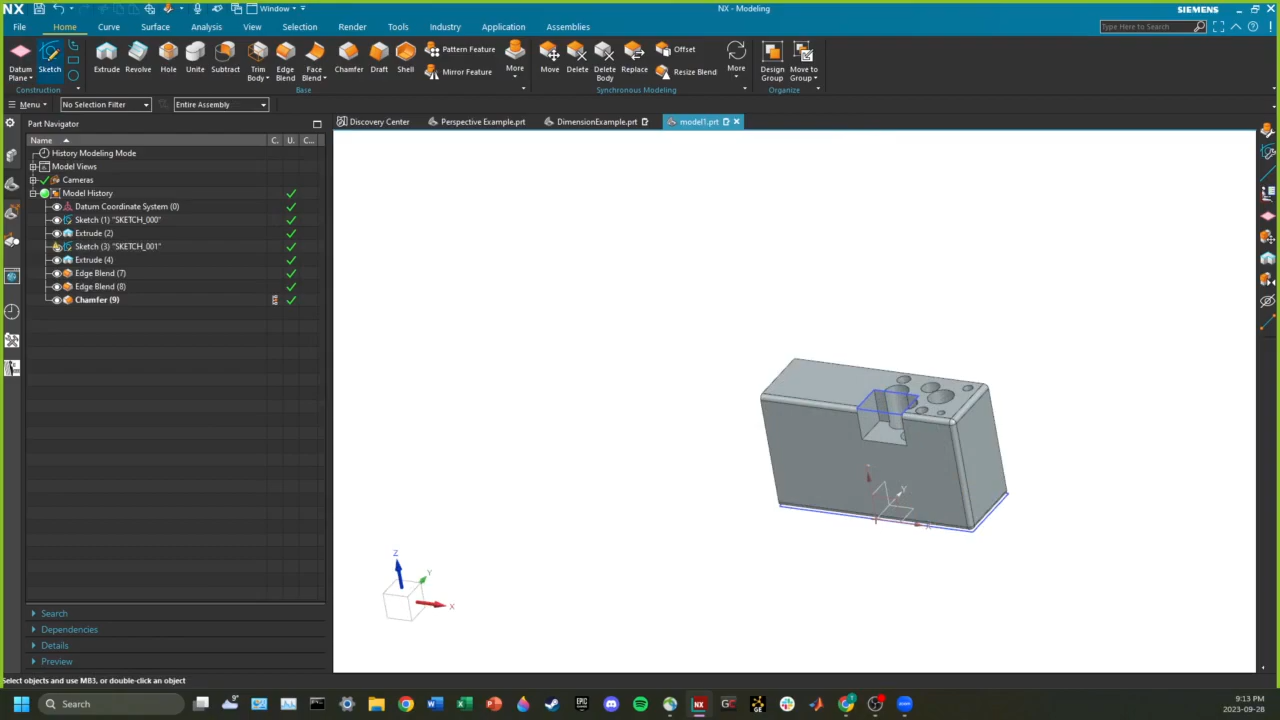 NX
Window
NX - Modeling
SIEMENS
File
Home
Curve
Surface
Analysis
View
Selection
Render
Tools
Industry
Application
Assemblies
Type Here to Search
Datum
Plane
Sketch
Extrude
Revolve
Hole
Unite
Subtract
Trim
Body
Edge
Blend
Face
Blend
Chamfer
Draft
Shell
Pattern Feature
Mirror Feature
More
Move
Delete
Delete
Body
Replace
Offset
Resize Blend
More
Design
Group
Move to
Group
Construction
Base
Synchronous Modeling
Organize
Menu
No Selection Filter
Entire Assembly
Part Navigator
Discovery Center
Perspective Example.prt
DimensionExample.prt
model1.prt
Name
C.
U.
C...
History Modeling Mode
Model Views
Cameras
Model History
Datum Coordinate System (0)
Sketch (1) "SKETCH_000"
Extrude (2)
Sketch (3) "SKETCH_001"
Extrude (4)
Edge Blend (7)
Edge Blend (8)
Chamfer (9)
Y
X
Z
Y
X
Search
Dependencies
Details
Preview
Select objects and use MB3, or double-click an object
Search
9:13 PM
2023-09-28